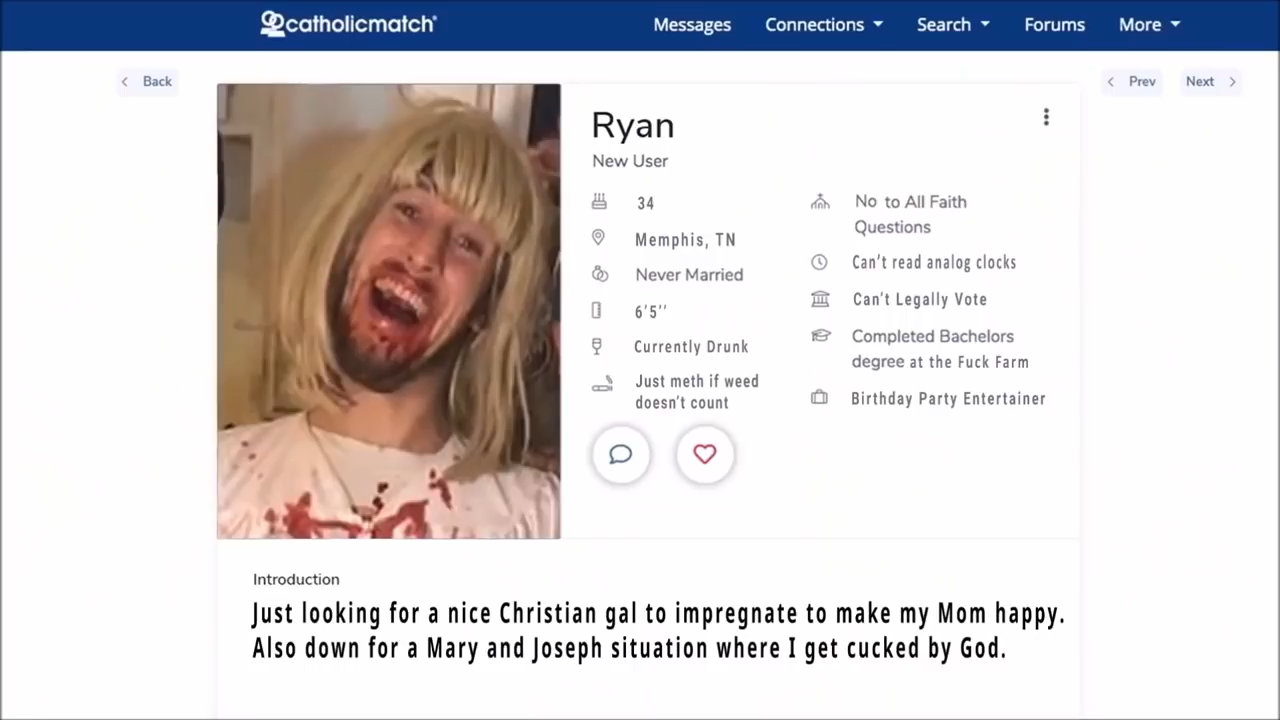 catholicmatch
Messages
Connections
Search
Forums
More
Back
Prev
Next
Ryan
New User
34
Memphis, TN
Never Married
6'5''
Currently Drunk
Just meth if weed
doesn't count
No to All Faith
Questions
Can't read analog clocks
Can't Legally Vote
Completed Bachelors
degree at the Fuck Farm
Birthday Party Entertainer
Introduction
Just looking for a nice Christian gal to impregnate to make my Mom happy.
Also down for a Mary and Joseph situation where I get cucked by God.